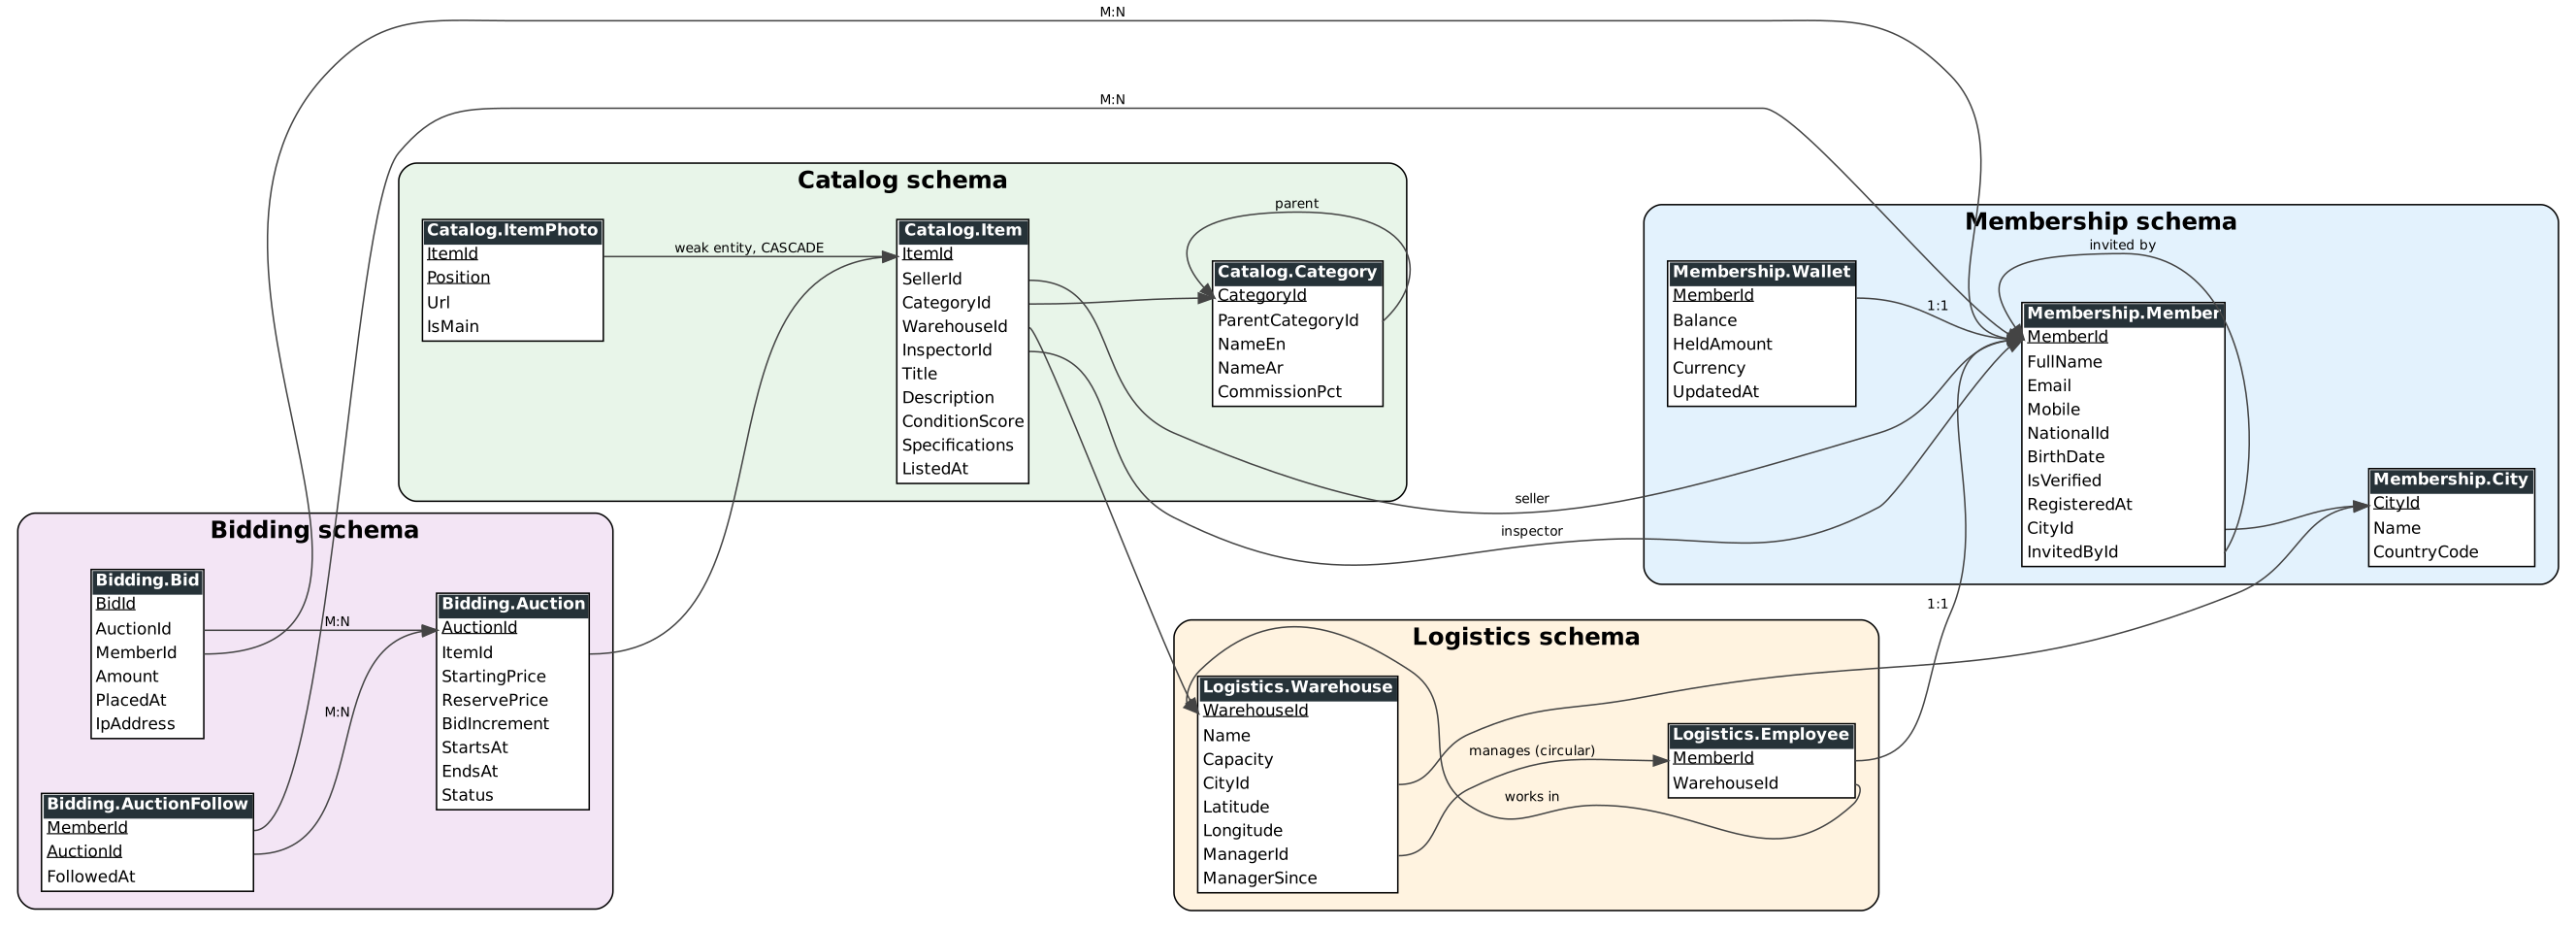 M:N
M:N
Catalog schema
Catalog.ItemPhoto
ItemId
Position
Url
IsMain
weak entity, CASCADE
Catalog.Item
ItemId
SellerId
CategoryId
WarehouseId
InspectorId
Title
Description
ConditionScore
Specifications
ListedAt
parent
Catalog.Category
CategoryId
ParentCategoryId
NameEn
NameAr
CommissionPct
Membership schema
invited by
Membership.Wallet
MemberId
Balance
HeldAmount
Currency
UpdatedAt
1:1
Membership.Member
MemberId
FullName
Email
Mobile
NationalId
BirthDate
IsVerified
RegisteredAt
CityId
InvitedById
Membership.City
CityId
Name
CountryCode
seller
inspector
1:1
Bidding schema
Bidding.Bid
BidId
AuctionId
MemberId
Amount
PlacedAt
IpAddress
M:N
M:N
Bidding.Auction
AuctionId
ItemId
StartingPrice
ReservePrice
BidIncrement
StartsAt
EndsAt
Status
Bidding.AuctionFollow
MemberId
AuctionId
FollowedAt
Logistics schema
Logistics.Warehouse
WarehouseId
Name
Capacity
CityId
Latitude
Longitude
ManagerId
ManagerSince
manages (circular)
works in
Logistics.Employee
MemberId
WarehouseId